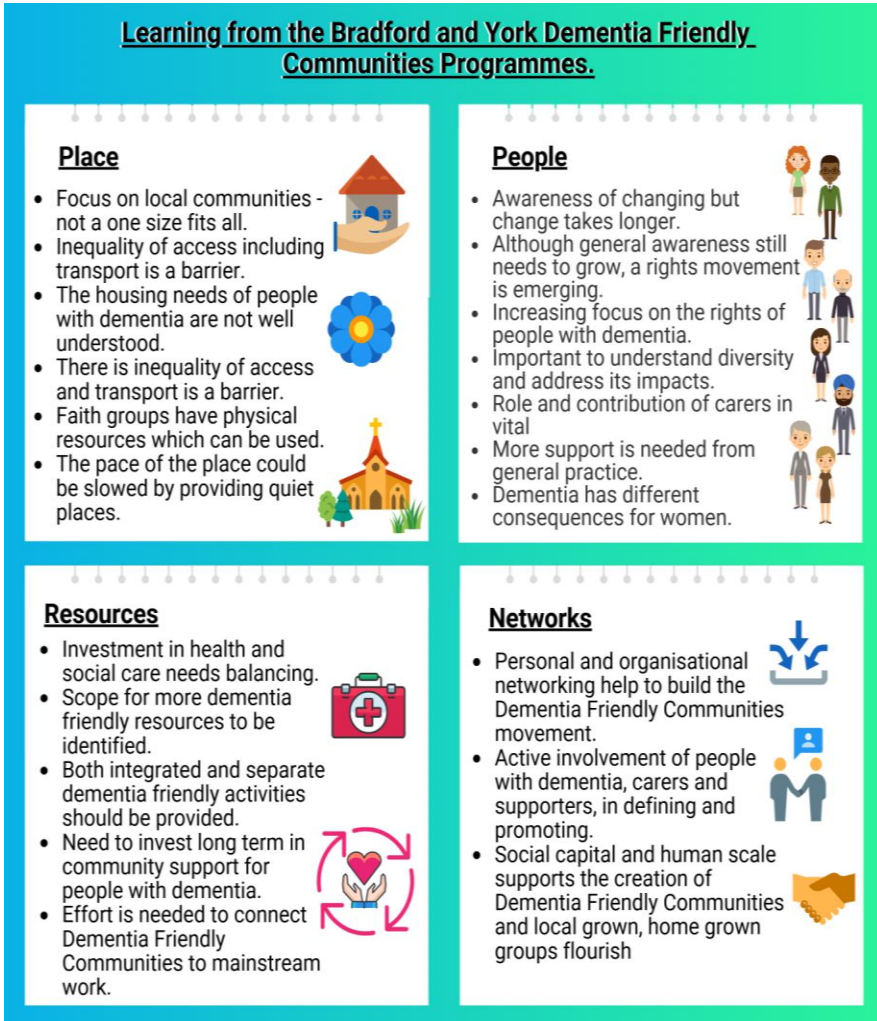 Learning from the Bradford and York Dementia Friendly
Communities Programmes.
Place
• Focus on local communities -
not a one size fits all.
• Inequality of access including
transport is a barrier.
• The housing needs of people
with dementia are not well
understood.
• There is inequality of access
and transport is a barrier.
• Faith groups have physical
resources which can be used.
• The pace of the place could
be slowed by providing quiet
places.
People
• Awareness of changing but
change takes longer.
• Although general awareness still
needs to grow, a rights movement
is emerging.
• Increasing focus on the rights of
people with dementia.
• Important to understand diversity
and address its impacts.
• Role and contribution of carers in
vital
• More support is needed from
general practice.
• Dementia has different
consequences for women.
Resources
• Investment in health and
social care needs balancing.
• Scope for more dementia
friendly resources to be
identified.
• Both integrated and separate
dementia friendly activities
should be provided.
• Need to invest long term in
community support for
people with dementia.
• Effort is needed to connect
Dementia Friendly
Communities to mainstream
work.
Networks
• Personal and organisational
networking help to build the
Dementia Friendly Communities
movement.
• Active involvement of people
with dementia, carers and
supporters, in defining and
promoting.
• Social capital and human scale
supports the creation of
Dementia Friendly Communities
and local grown, home grown
groups flourish